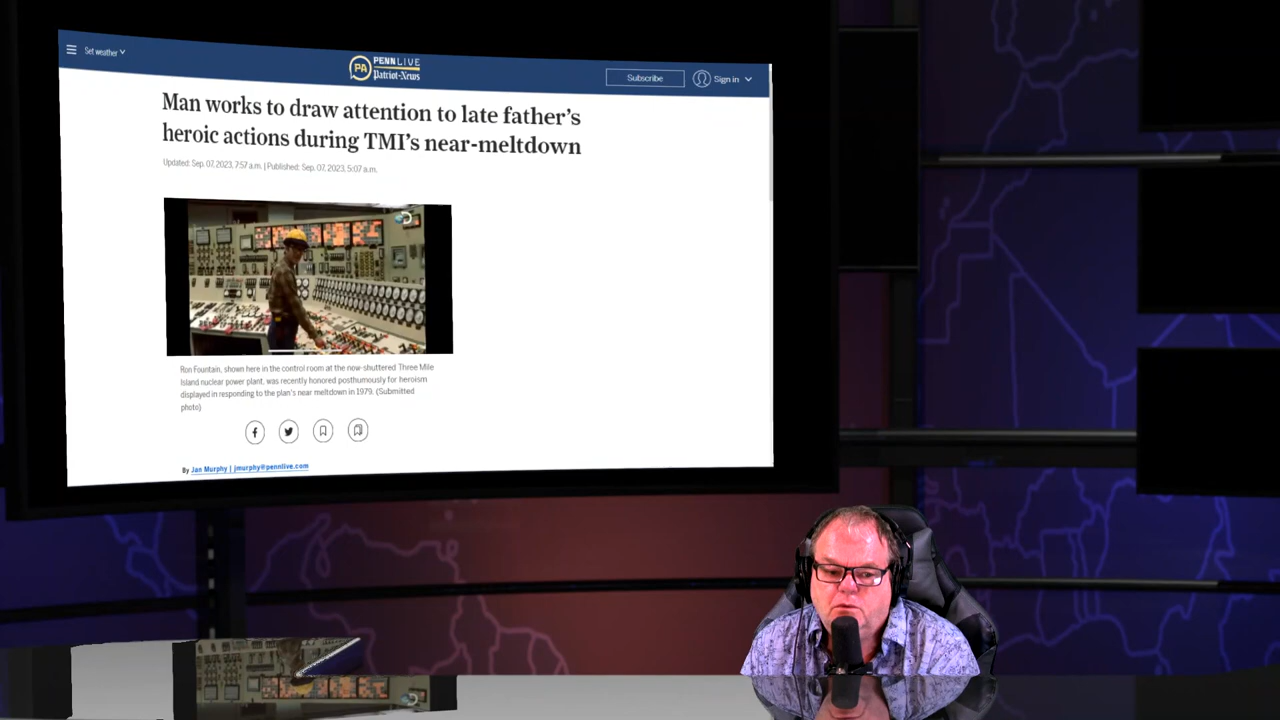 Set weather
PA PENNLIVE
Patriot-News
Subscribe
Sign in
Man works to draw attention to late father's
heroic actions during TMI's near-meltdown
Updated: Sep. 07, 2023, 7:57 a.m. | Published: Sep. 07, 2023, 5:07 a.m.
Ron Fountain, shown here in the control room at the now-shuttered Three Mile
Island nuclear power plant, was recently honored posthumously for heroism
displayed in responding to the plan's near meltdown in 1979. (Submitted
photo)
By Jan Murphy | jmurphy@pennlive.com